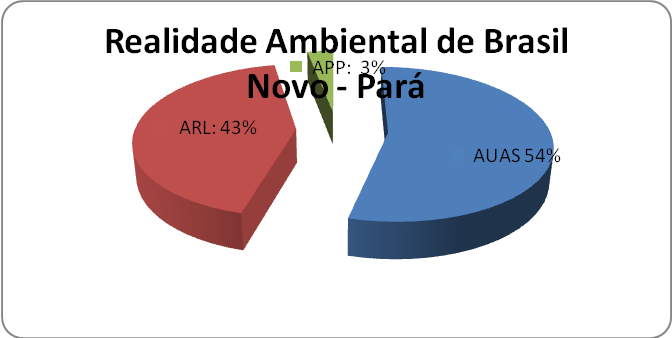 Realidade Ambiental de Brasil
Novo - Pará
APP: 3%
ARL: 43%
AUAS 54%